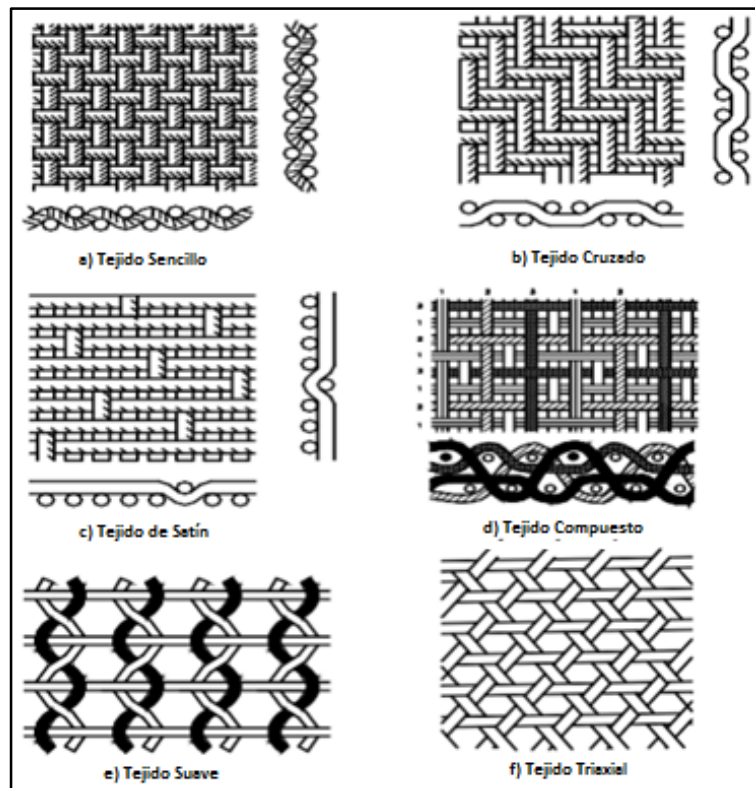 a) Tejido Sencillo
b) Tejido Cruzado
c) Tejido de Satín
d) Tejido Compuesto
e) Tejido Suave
f) Tejido Triaxial